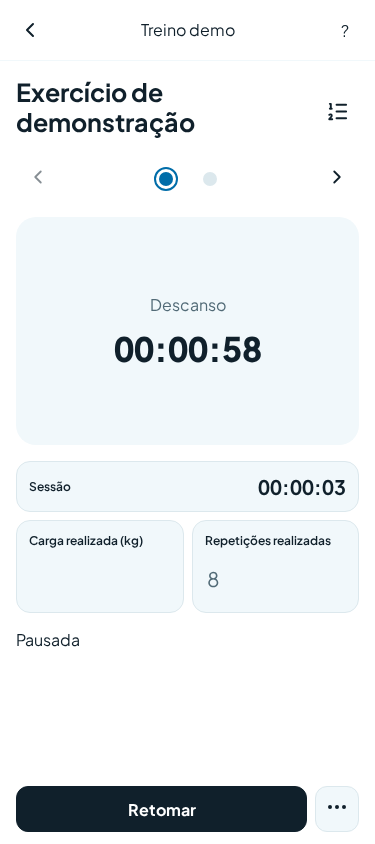 Treino demo
?
Exercício de
demonstração
Descanso
00:00:58
Sessão
00:00:03
Carga realizada (kg)
Repetições realizadas
8
Pausada
Retomar